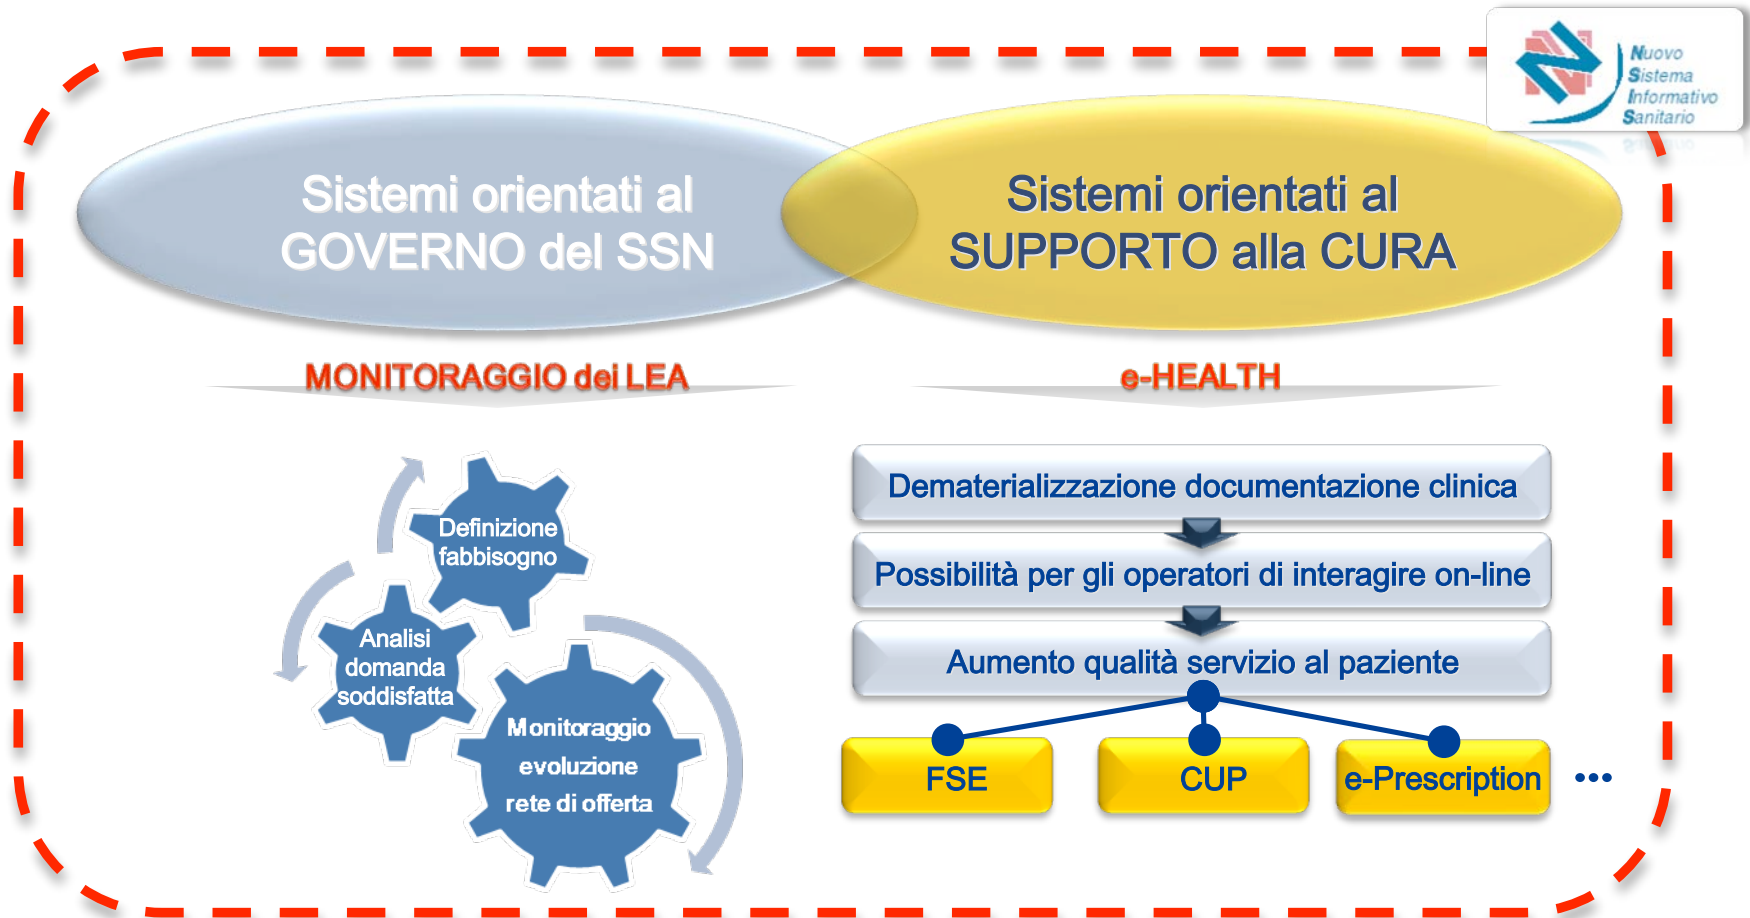 Nuovo
Sistema
Informativo
Sanitario
Sistemi orientati al
GOVERNO del SSN
Sistemi orientati al
SUPPORTO alla CURA
MONITORAGGIO dei LEA
e-HEALTH
Definizione
fabbisogno
Analisi
domanda
soddisfatta
Monitoraggio
evoluzione
rete di offerta
Dematerializzazione documentazione clinica
Possibilità per gli operatori di interagire on-line
Aumento qualità servizio al paziente
FSE
CUP
e-Prescription
...